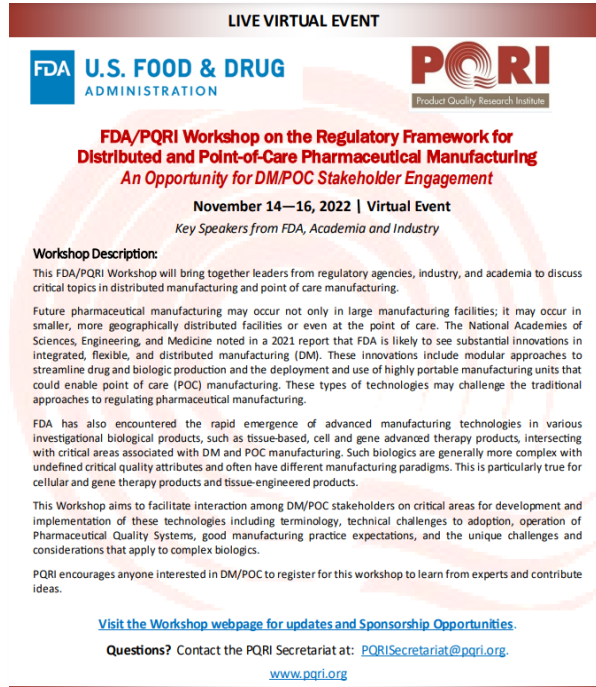 LIVE VIRTUAL EVENT
FDA U.S. FOOD & DRUG
ADMINISTRATION
PQRI
Product Quality Research Institute
FDA/PQRI Workshop on the Regulatory Framework for
Distributed and Point-of-Care Pharmaceutical Manufacturing
An Opportunity for DM/POC Stakeholder Engagement
November 14—16, 2022 | Virtual Event
Key Speakers from FDA, Academia and Industry
Workshop Description:
This FDA/PQRI Workshop will bring together leaders from regulatory agencies, industry, and academia to discuss
critical topics in distributed manufacturing and point of care manufacturing.
Future pharmaceutical manufacturing may occur not only in large manufacturing facilities; it may occur in
smaller, more geographically distributed facilities or even at the point of care. The National Academies of
Sciences, Engineering, and Medicine noted in a 2021 report that FDA is likely to see substantial innovations in
integrated, flexible, and distributed manufacturing (DM). These innovations include modular approaches to
streamline drug and biologic production and the deployment and use of highly portable manufacturing units that
could enable point of care (POC) manufacturing. These types of technologies may challenge the traditional
approaches to regulating pharmaceutical manufacturing.
FDA has also encountered the rapid emergence of advanced manufacturing technologies in various
investigational biological products, such as tissue-based, cell and gene advanced therapy products, intersecting
with critical areas associated with DM and POC manufacturing. Such biologics are generally more complex with
undefined critical quality attributes and often have different manufacturing paradigms. This is particularly true for
cellular and gene therapy products and tissue-engineered products.
This Workshop aims to facilitate interaction among DM/POC stakeholders on critical areas for development and
implementation of these technologies including terminology, technical challenges to adoption, operation of
Pharmaceutical Quality Systems, good manufacturing practice expectations, and the unique challenges and
considerations that apply to complex biologics.
PQRI encourages anyone interested in DM/POC to register for this workshop to learn from experts and contribute
ideas.
Visit the Workshop webpage for updates and Sponsorship Opportunities.
Questions? Contact the PQRI Secretariat at: PQRISecretariat@pqri.org.
www.pqri.org